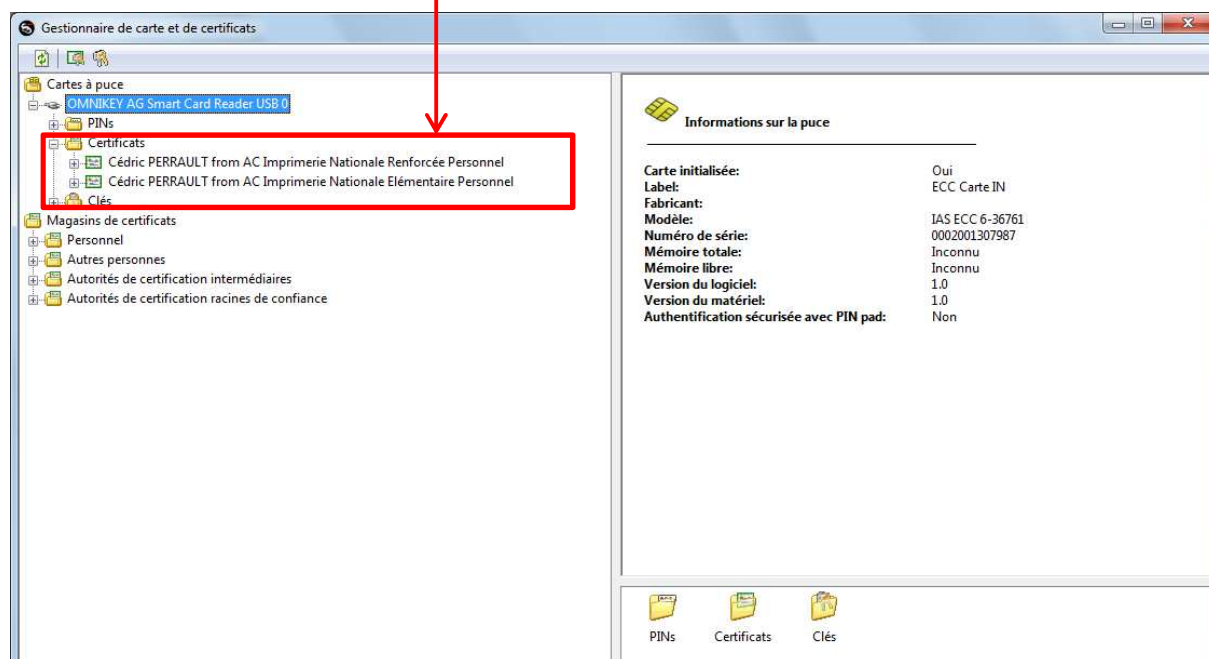 Gestionnaire de carte et de certificats
Cartes à puce
OMNIKEY AG Smart Card Reader USB 0
PINs
Certificats
Cédric PERRAULT from AC Imprimerie Nationale Renforcée Personnel
Cédric PERRAULT from AC Imprimerie Nationale Elémentaire Personnel
Clés
Magasins de certificats
Personnel
Autres personnes
Autorités de certification intermédiaires
Autorités de certification racines de confiance
Informations sur la puce
Carte initialisée: Oui
Label: ECC Carte IN
Fabricant:
Modèle: IAS ECC 6-36761
Numéro de série: 0002001307987
Mémoire totale: Inconnu
Mémoire libre: Inconnu
Version du logiciel: 1.0
Version du matériel: 1.0
Authentification sécurisée avec PIN pad: Non
PINs Certificats Clés